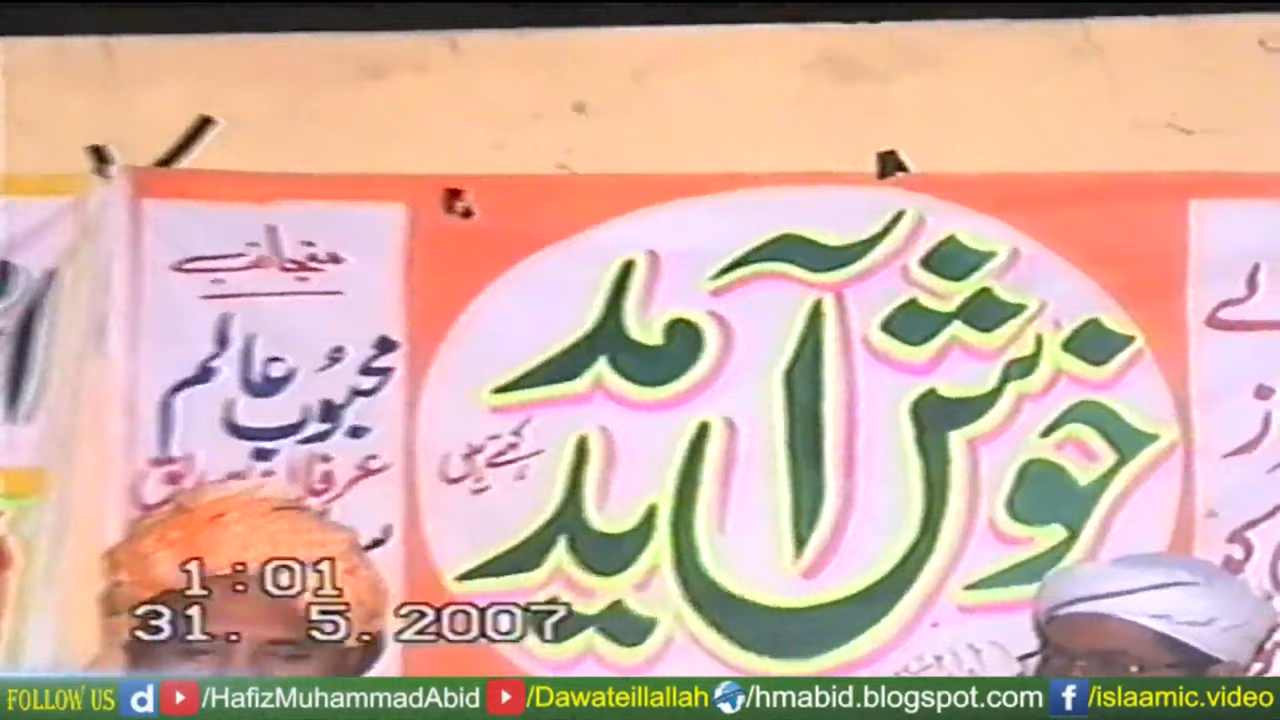 منجانب
محبوب عالم
خوش آمدید
کہتے ہیں
1:01
31. 5.2007
FOLLOW US d /HafizMuhammadAbid /Dawateillallah /hmabid.blogspot.com f /islaamic.video